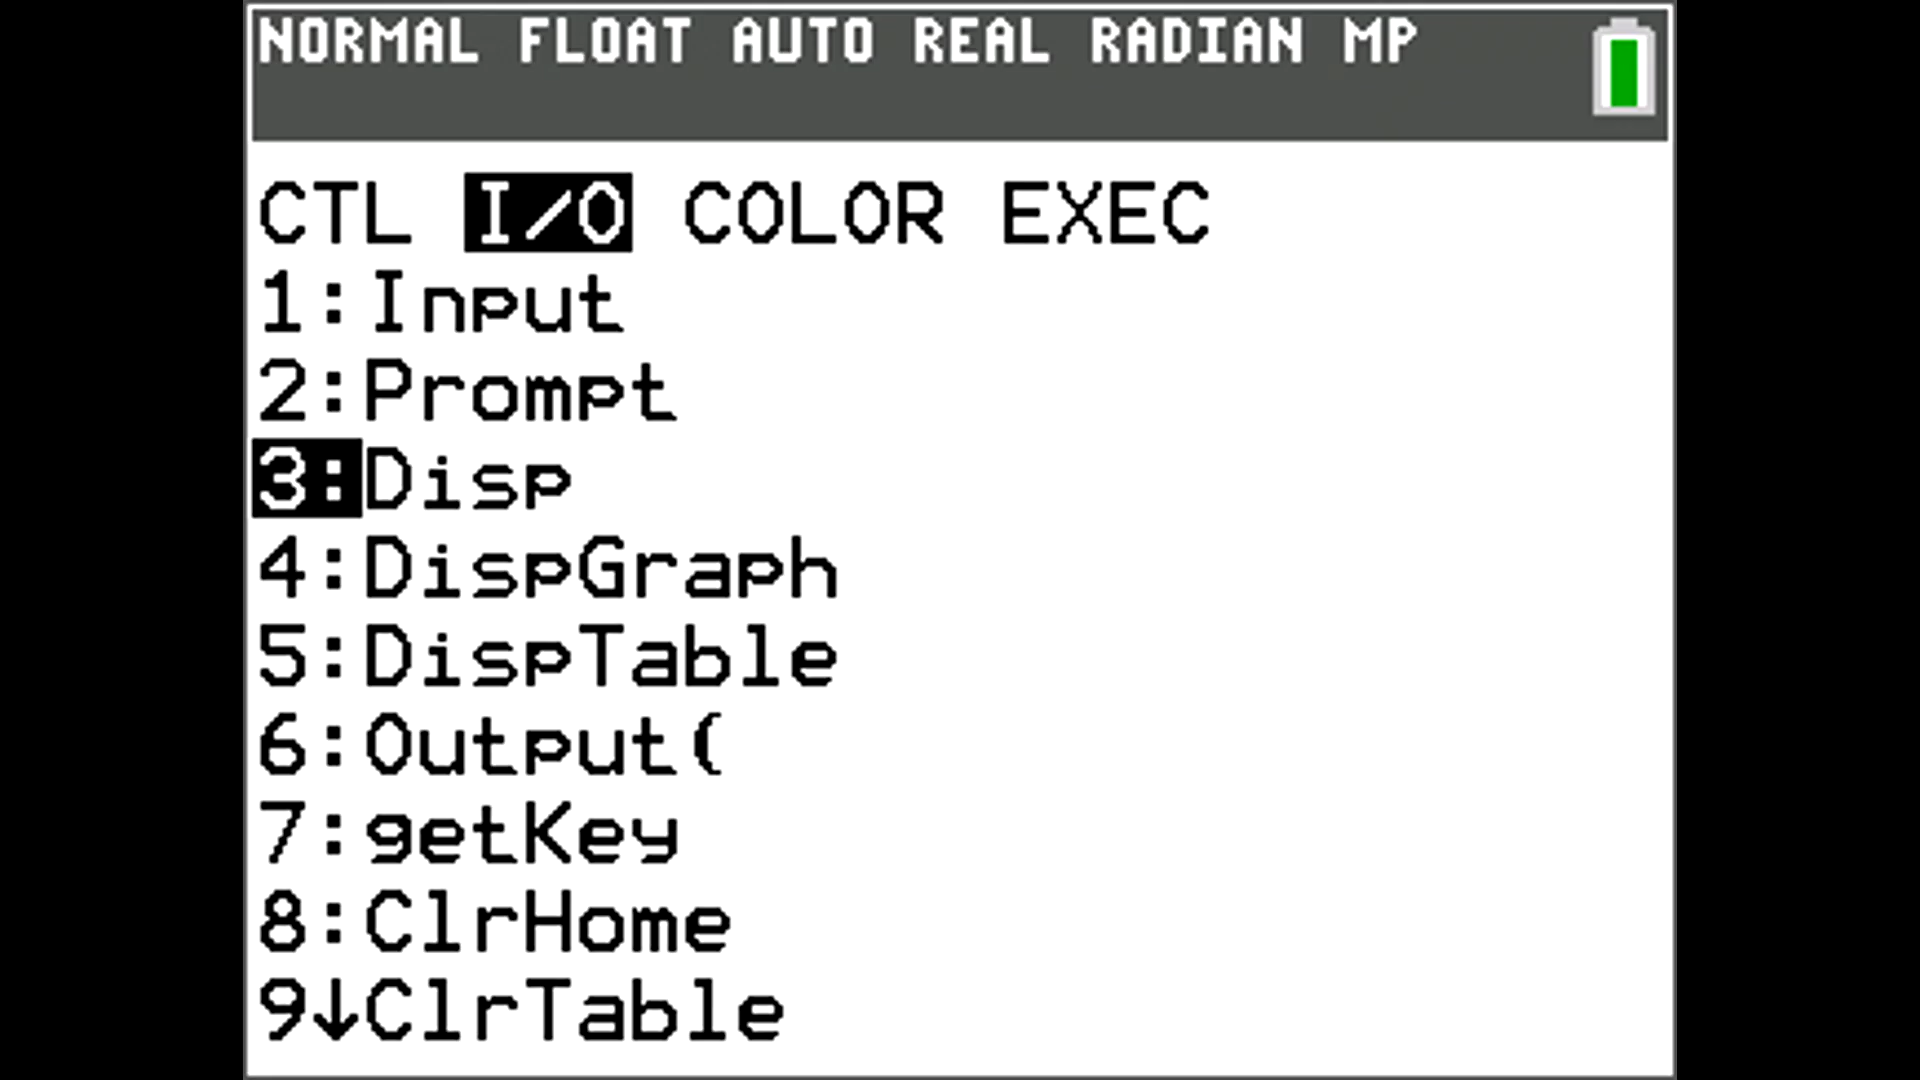 NORMAL FLOAT AUTO REAL RADIAN MP
CTL I/O COLOR EXEC
1:Input
2:Prompt
3:Disp
4:DispGraph
5:DispTable
6:Output(
7:getKey
8:ClrHome
9↓ClrTable